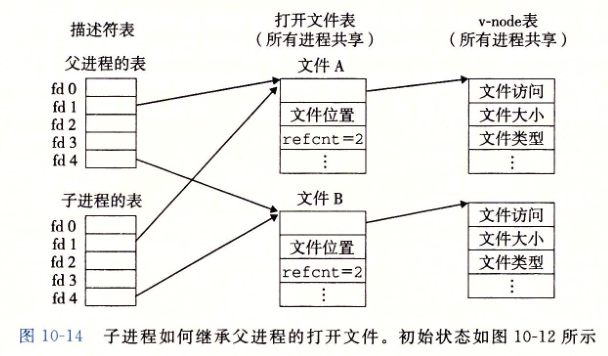 描述符表
打开文件表
（所有进程共享）
v-node表
（所有进程共享）
父进程的表
fd 0
fd 1
fd 2
fd 3
fd 4
文件 A
文件位置
refcnt=2
⋮
文件访问
文件大小
文件类型
⋮
子进程的表
fd 0
fd 1
fd 2
fd 3
fd 4
文件 B
文件位置
refcnt=2
⋮
文件访问
文件大小
文件类型
⋮
图 10-14 子进程如何继承父进程的打开文件。初始状态如图 10-12 所示